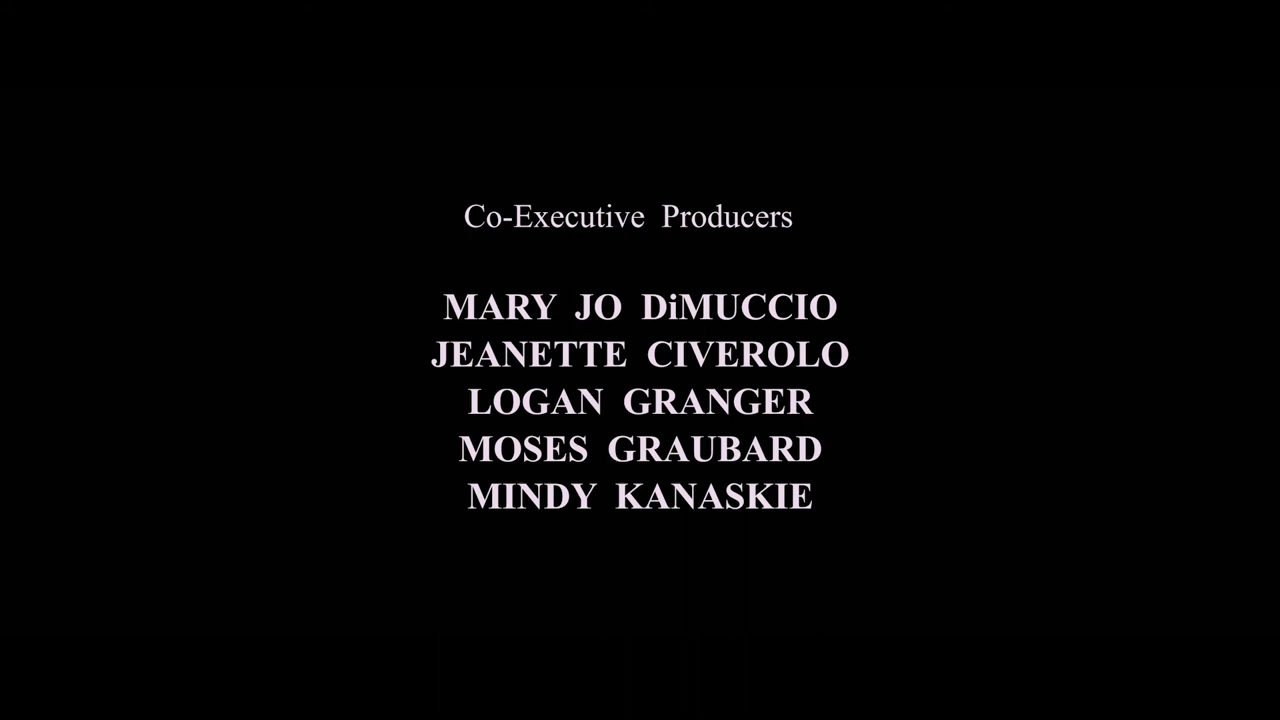 Co-Executive Producers
MARY JO DiMUCCIO
JEANETTE CIVEROLO
LOGAN GRANGER
MOSES GRAUBARD
MINDY KANASKIE